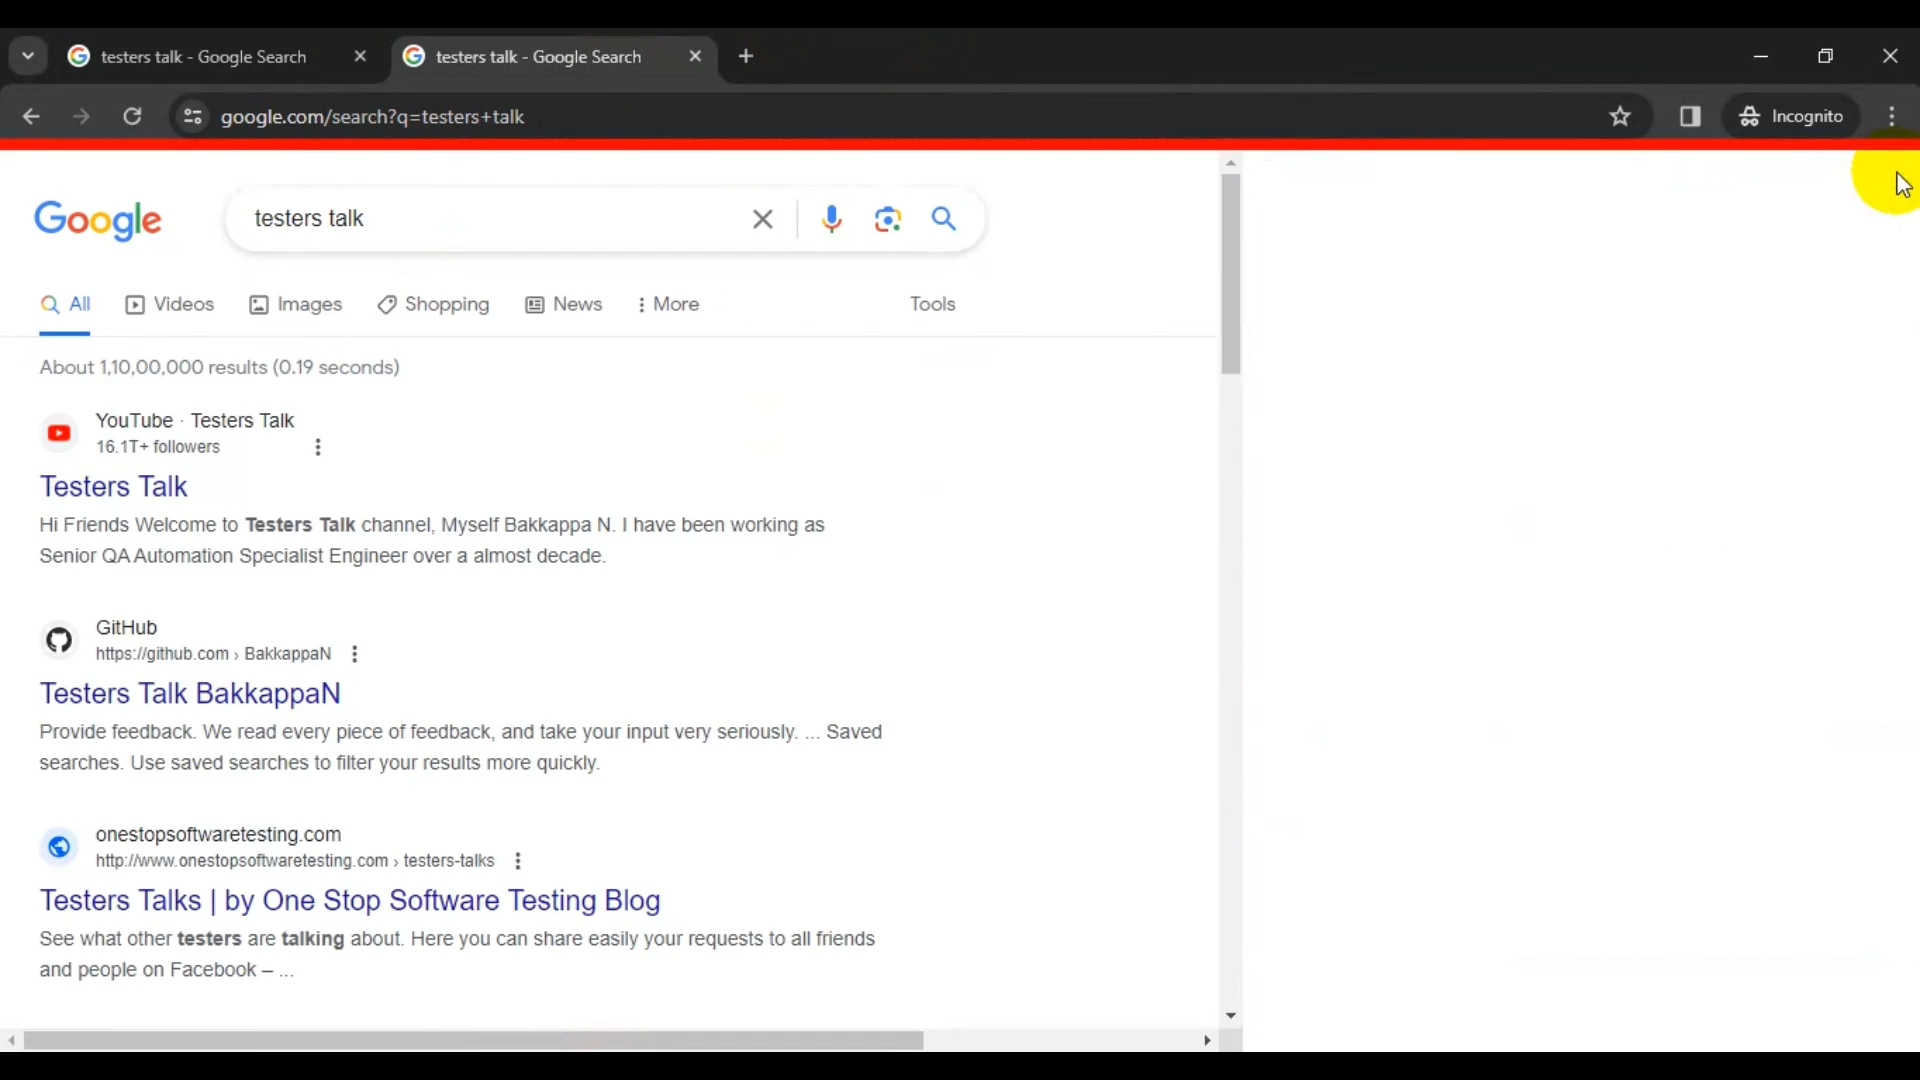 testers talk - Google Search
testers talk - Google Search
google.com/search?q=testers+talk
Incognito
Google
testers talk
All
Videos
Images
Shopping
News
More
Tools
About 1,10,00,000 results (0.19 seconds)
YouTube · Testers Talk
16.1T+ followers
Testers Talk
Hi Friends Welcome to Testers Talk channel, Myself Bakkappa N. I have been working as
Senior QA Automation Specialist Engineer over a almost decade.
GitHub
https://github.com › BakkappaN
Testers Talk BakkappaN
Provide feedback. We read every piece of feedback, and take your input very seriously. ... Saved
searches. Use saved searches to filter your results more quickly.
onestopsoftwaretesting.com
http://www.onestopsoftwaretesting.com › testers-talks
Testers Talks | by One Stop Software Testing Blog
See what other testers are talking about. Here you can share easily your requests to all friends
and people on Facebook – ...